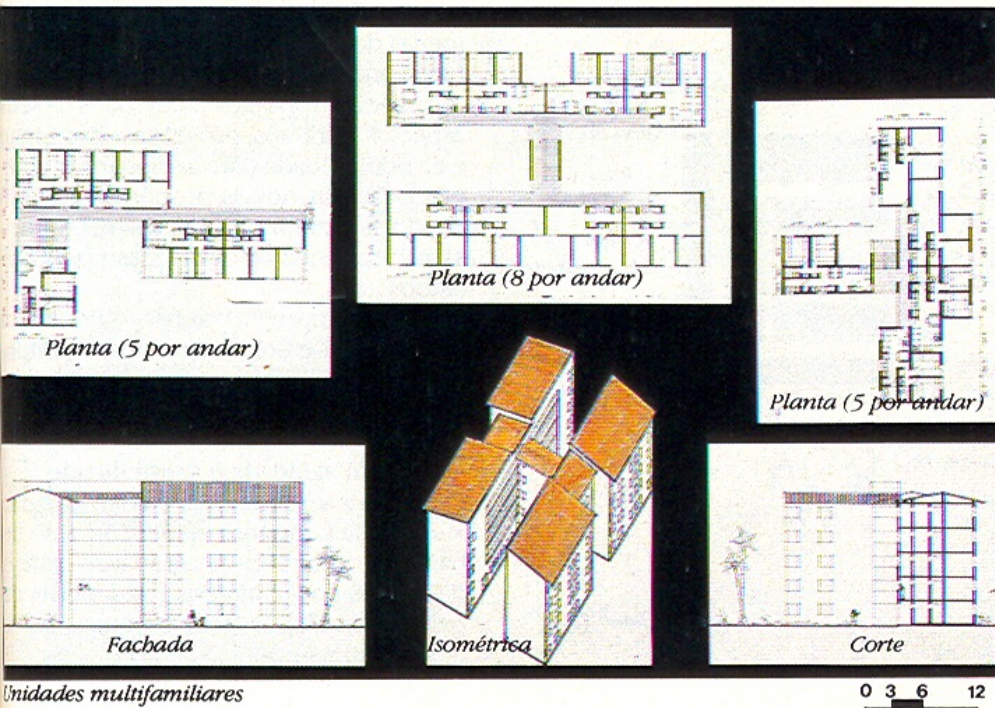 Planta (8 por andar)
Planta (5 por andar)
Planta (5 por andar)
Fachada
Isométrica
Corte
Unidades multifamiliares
0 3 6 12